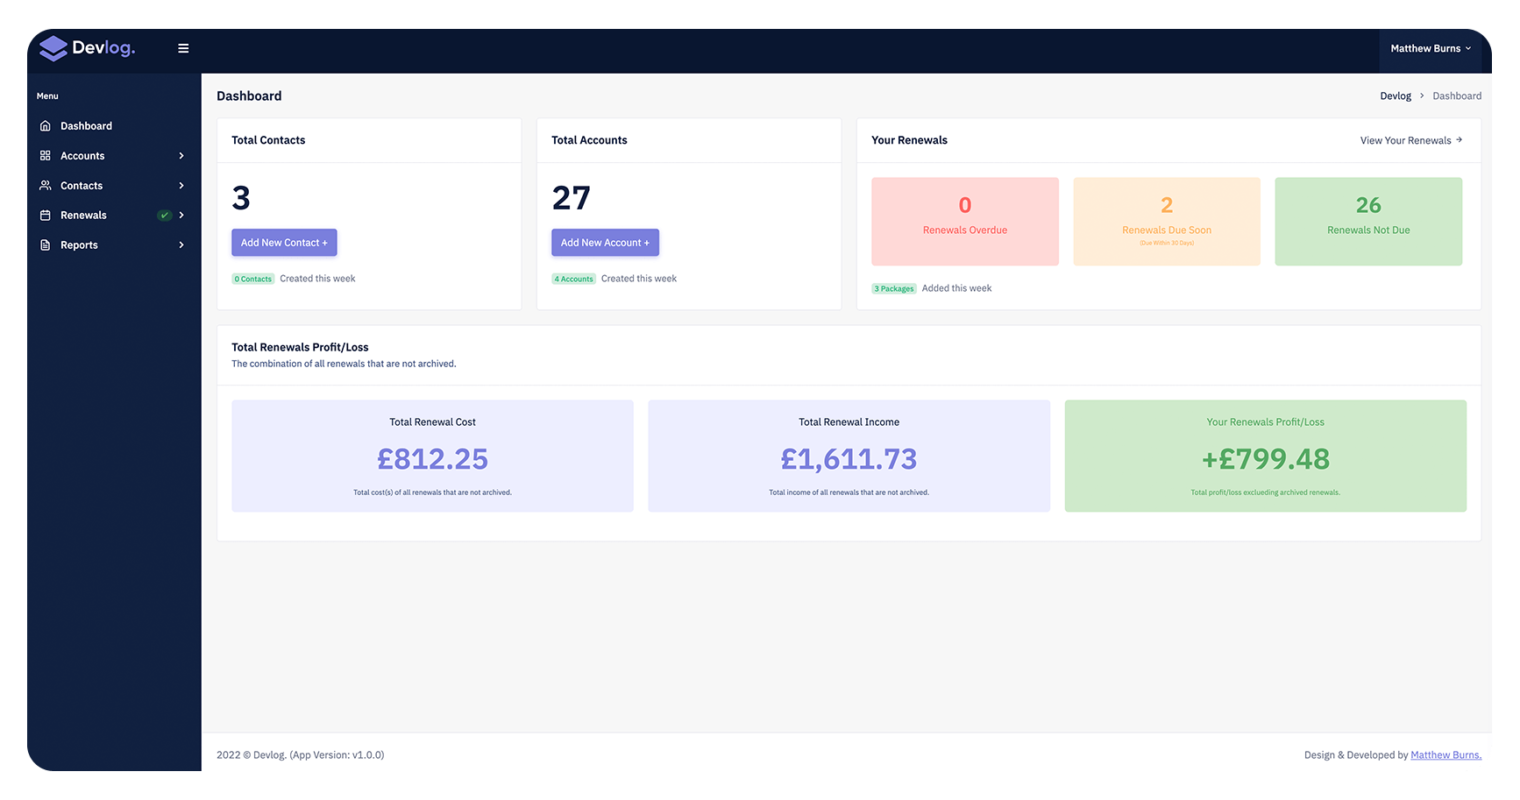 Devlog.
Matthew Burns
Menu
Dashboard
Accounts
Contacts
Renewals
Reports
Dashboard
Devlog > Dashboard
Total Contacts
3
Add New Contact +
0 Contacts Created this week
Total Accounts
27
Add New Account +
4 Accounts Created this week
Your Renewals
View Your Renewals →
0
Renewals Overdue
2
Renewals Due Soon
(Due Within 30 Days)
26
Renewals Not Due
3 Packages Added this week
Total Renewals Profit/Loss
The combination of all renewals that are not archived.
Total Renewal Cost
£812.25
Total cost(s) of all renewals that are not archived.
Total Renewal Income
£1,611.73
Total income of all renewals that are not archived.
Your Renewals Profit/Loss
+£799.48
Total profit/loss exclueding archived renewals.
2022 © Devlog. (App Version: v1.0.0)
Design & Developed by Matthew Burns.